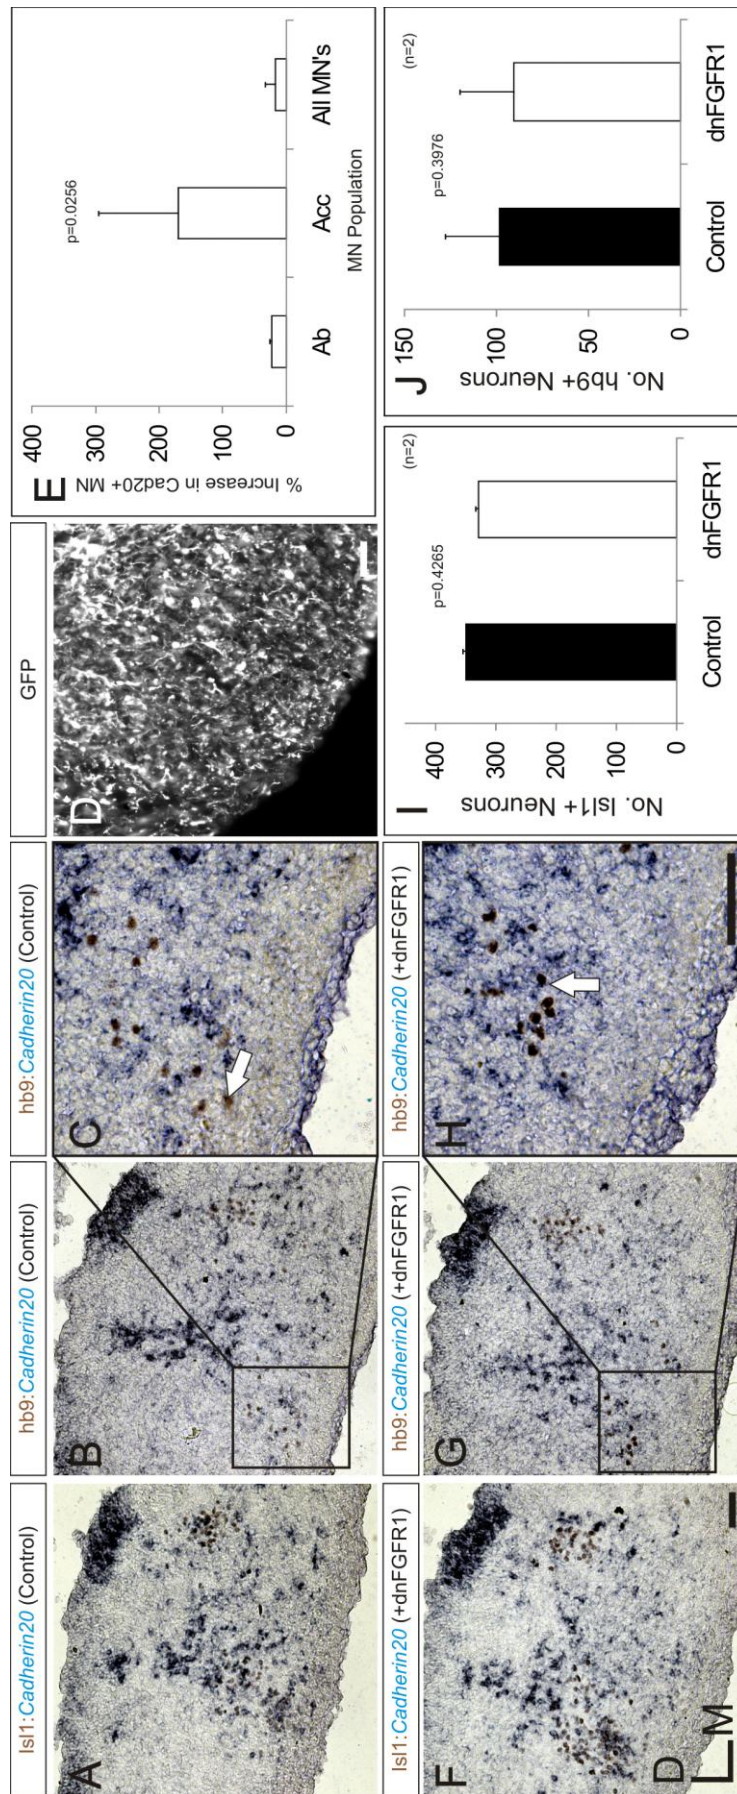 Isl1:Cadherin20 (Control)
hb9:Cadherin20 (Control)
hb9:Cadherin20 (Control)
GFP
A
B
C
D
E
% Increase in Cad20+ MN
400
300
200
100
0
p=0.0256
Ab
Acc
All MN's
MN Population
Isl1:Cadherin20 (+dnFGFR1)
hb9:Cadherin20 (+dnFGFR1)
hb9:Cadherin20 (+dnFGFR1)
F
D
M
G
H
I
No. Isl1+ Neurons
400
300
200
100
0
p=0.4265
(n=2)
Control
dnFGFR1
J
No. hb9+ Neurons
150
100
50
0
p=0.3976
(n=2)
Control
dnFGFR1